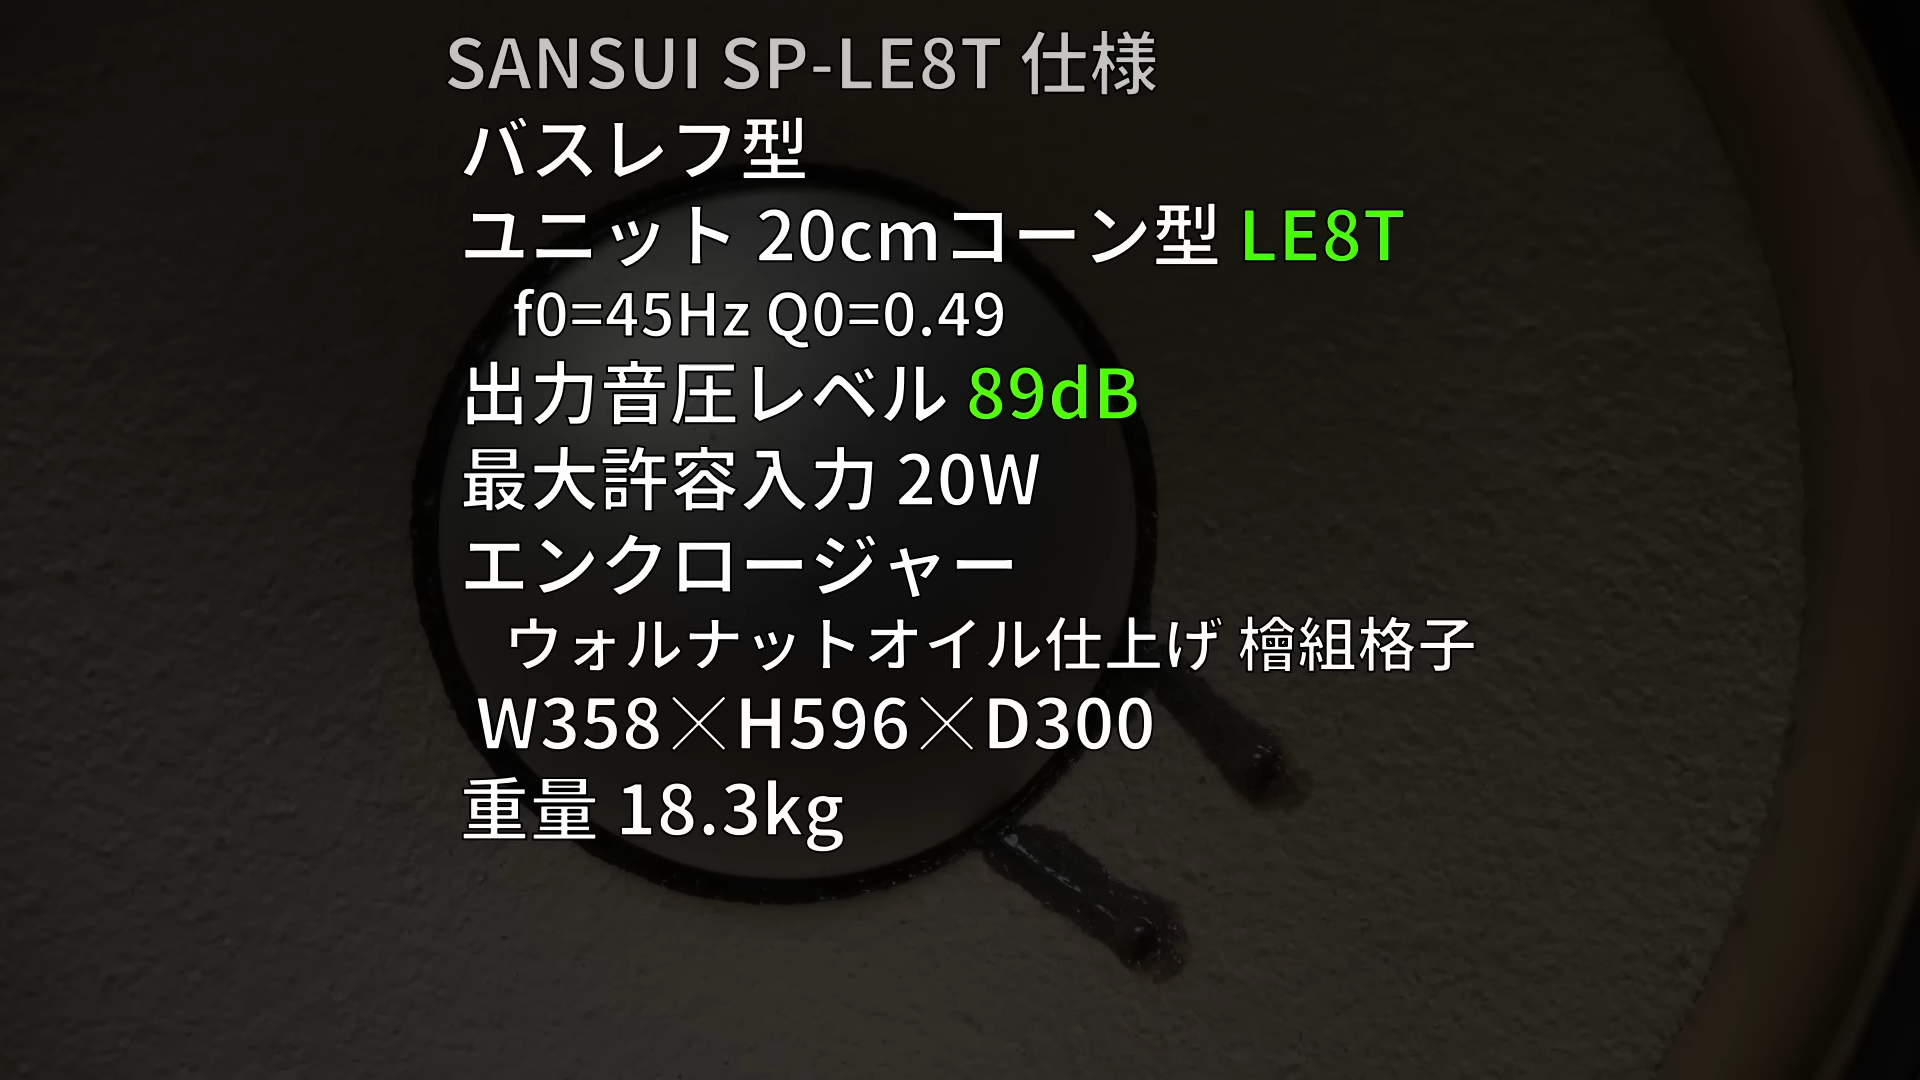 SANSUI SP-LE8T 仕様
バスレフ型
ユニット 20cmコーン型 LE8T
f0=45Hz Q0=0.49
出力音圧レベル 89dB
最大許容入力 20W
エンクロージャー
ウォルナットオイル仕上げ 檜組格子
W358×H596×D300
重量 18.3kg